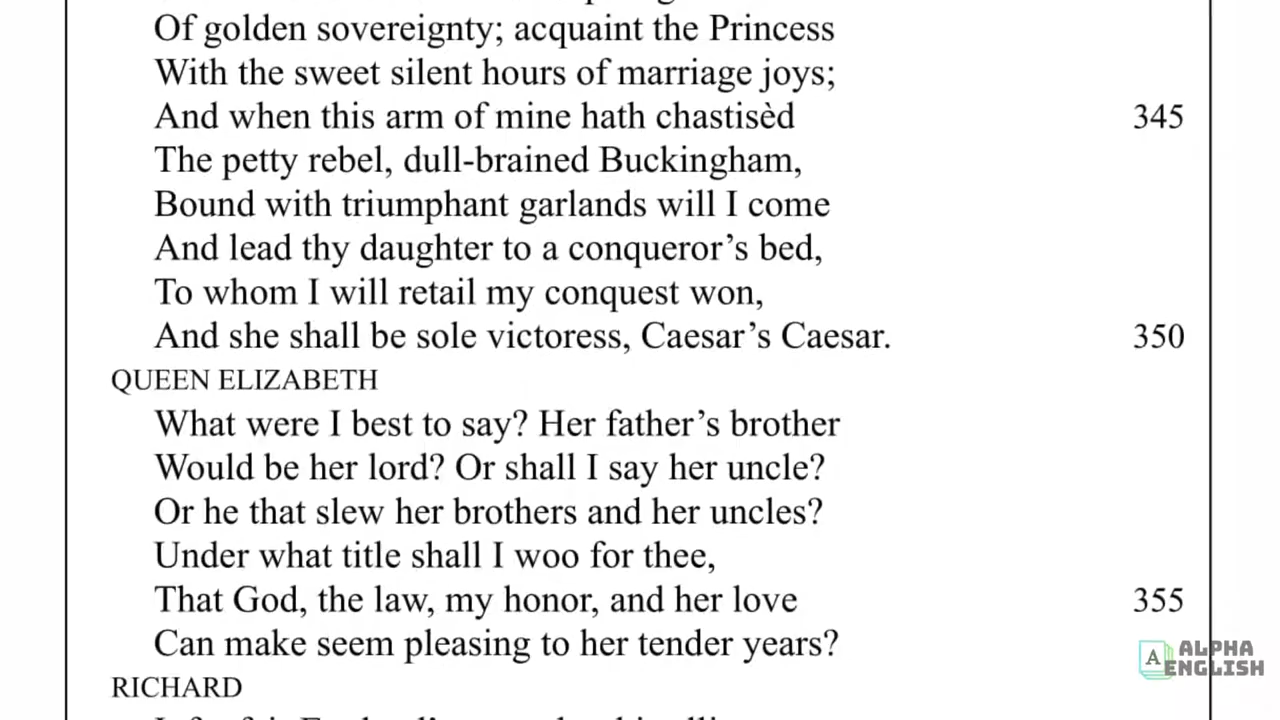 Of golden sovereignty; acquaint the Princess
With the sweet silent hours of marriage joys;
And when this arm of mine hath chastisèd 345
The petty rebel, dull-brained Buckingham,
Bound with triumphant garlands will I come
And lead thy daughter to a conqueror’s bed,
To whom I will retail my conquest won,
And she shall be sole victoress, Caesar’s Caesar. 350
QUEEN ELIZABETH
What were I best to say? Her father’s brother
Would be her lord? Or shall I say her uncle?
Or he that slew her brothers and her uncles?
Under what title shall I woo for thee,
That God, the law, my honor, and her love 355
Can make seem pleasing to her tender years?
A ALPHA ENGLISH
RICHARD